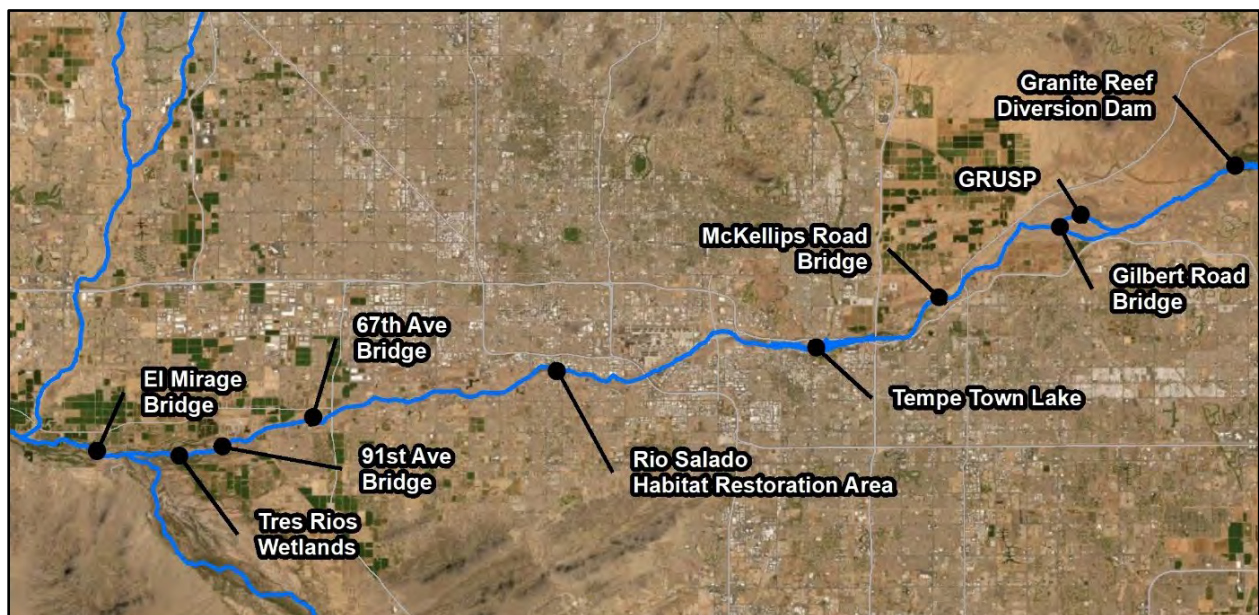 Granite Reef
Diversion Dam
GRUSP
McKellips Road
Bridge
Gilbert Road
Bridge
67th Ave
Bridge
El Mirage
Bridge
Tempe Town Lake
91st Ave
Bridge
Rio Salado
Habitat Restoration Area
Tres Rios
Wetlands